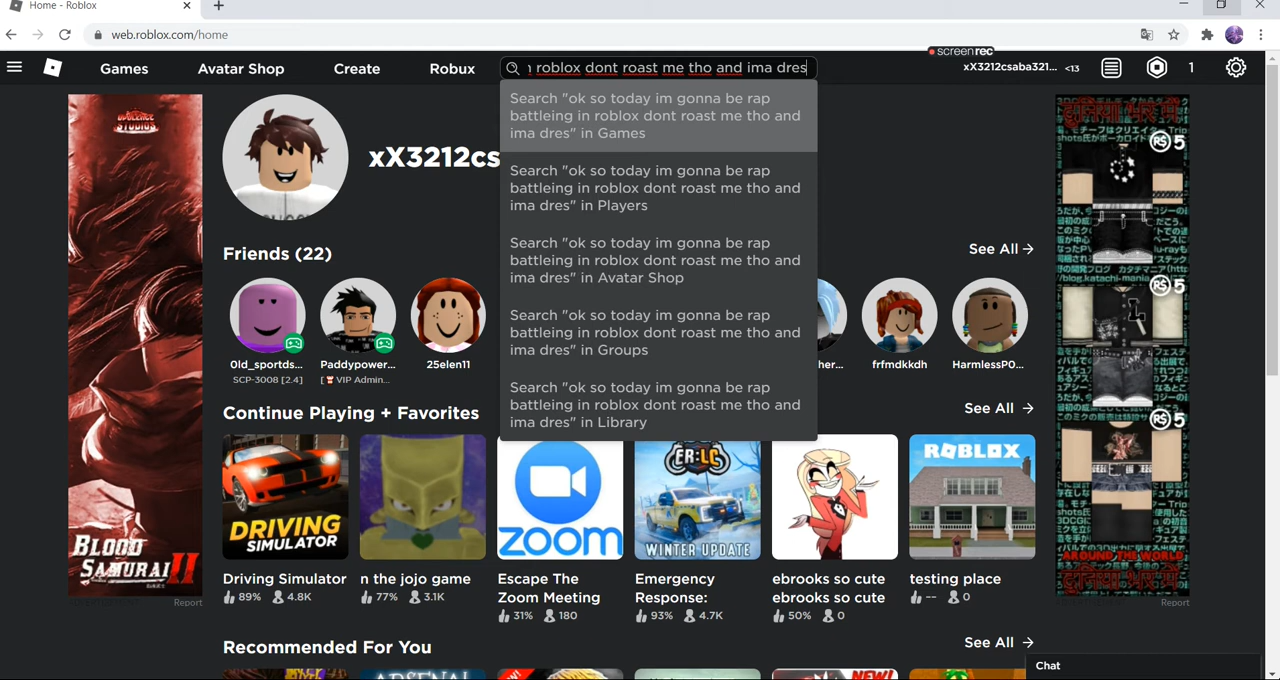 Home - Roblox
web.roblox.com/home
screenrec
Games
Avatar Shop
Create
Robux
n roblox dont roast me tho and ima dres
xX3212csaba321...
<13
1
Search "ok so today im gonna be rap
battleing in roblox dont roast me tho and
ima dres" in Games
Search "ok so today im gonna be rap
battleing in roblox dont roast me tho and
ima dres" in Players
Search "ok so today im gonna be rap
battleing in roblox dont roast me tho and
ima dres" in Avatar Shop
Search "ok so today im gonna be rap
battleing in roblox dont roast me tho and
ima dres" in Groups
Search "ok so today im gonna be rap
battleing in roblox dont roast me tho and
ima dres" in Library
VIOLENCE
STUDIOS
BLOOD
SAMURAI II
Report
xX3212cs
Friends (22)
See All →
Old_sportds...
SCP-3008 [2.4]
Paddypower...
VIP Admin...
25elen11
her...
frfmdkkdh
HarmlessP0...
Continue Playing + Favorites
See All →
DRIVING
SIMULATOR
zoom
ER:LC
WINTER UPDATE
ROBLOX
Driving Simulator
89% 4.8K
n the jojo game
77% 3.1K
Escape The
Zoom Meeting
31% 180
Emergency
Response:
93% 4.7K
ebrooks so cute
ebrooks so cute
50% 0
testing place
-- 0
Recommended For You
See All →
ARSENAL
NEW!
R$ 5
R$ 5
R$ 5
AROUND THE WORLD
Report
Chat